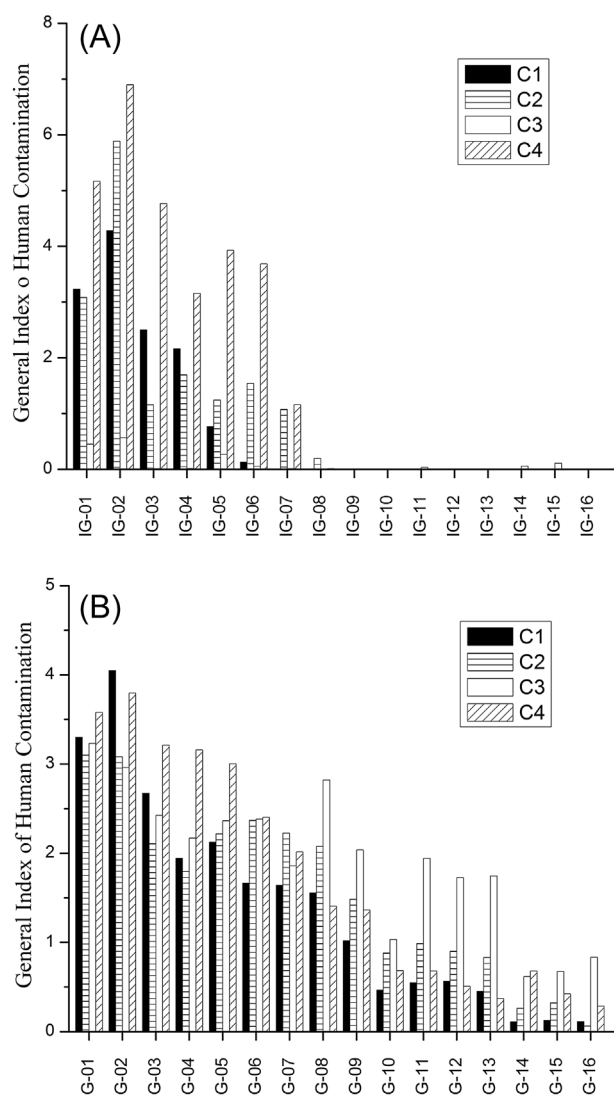 (A)
General Index o Human Contamination
8
6
4
2
0
C1
C2
C3
C4
IG-01
IG-02
IG-03
IG-04
IG-05
IG-06
IG-07
IG-08
IG-09
IG-10
IG-11
IG-12
IG-13
IG-14
IG-15
IG-16
(B)
General Index of Human Contamination
5
4
3
2
1
0
C1
C2
C3
C4
G-01
G-02
G-03
G-04
G-05
G-06
G-07
G-08
G-09
G-10
G-11
G-12
G-13
G-14
G-15
G-16